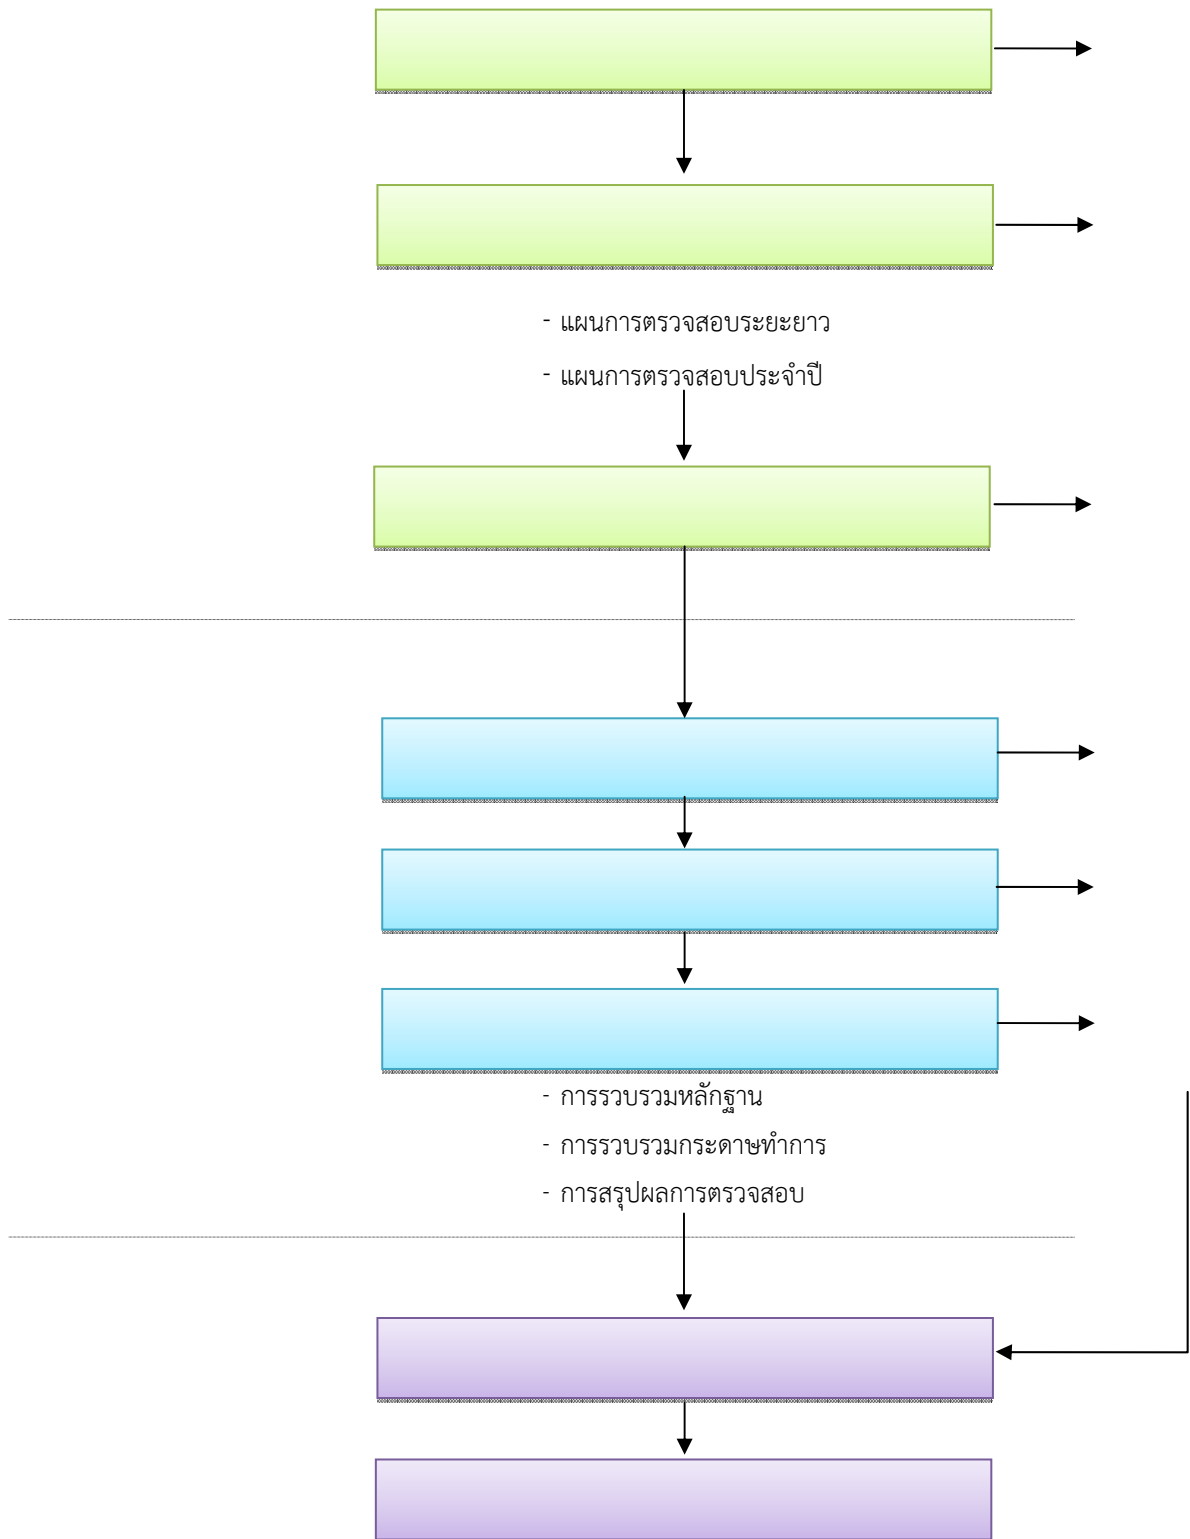 - แผนการตรวจสอบระยะยาว
- แผนการตรวจสอบประจำปี
- การรวบรวมหลักฐาน
- การรวบรวมกระดาษทำการ
- การสรุปผลการตรวจสอบ